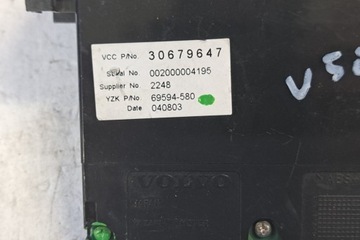 VCC P/No. 30679647
Serial No 002000004195
Supplier No. 2248
YZK P/No 69594-580
Date 040803
VOLVO